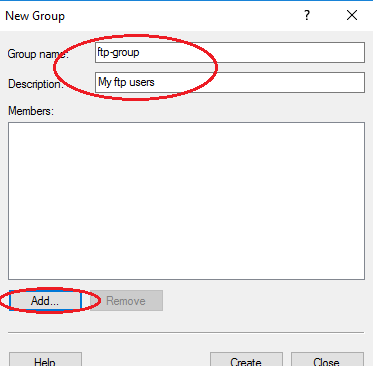 New Group
Group name: ftp-group
Description: My ftp users
Members:
Add... Remove
Help Create Close